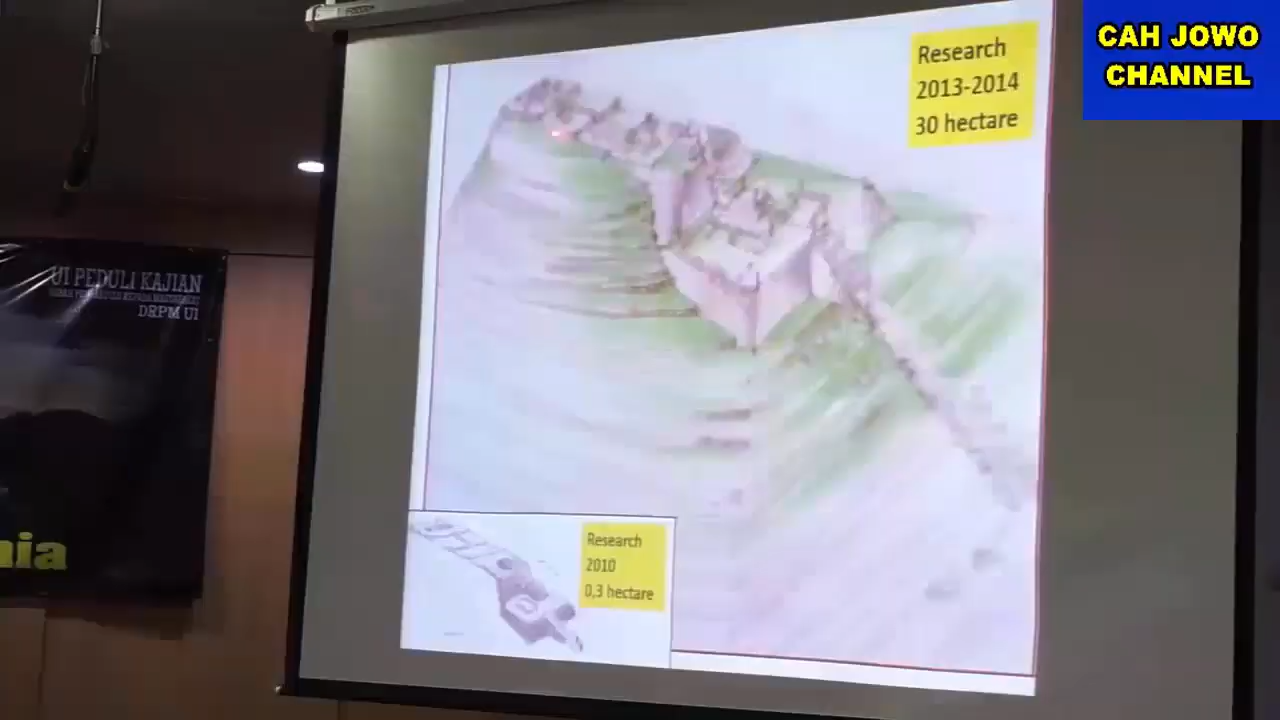 CAH JOWO
CHANNEL
Research
2013-2014
30 hectare
UI PEDULI KAJIAN
DRPM UI
nia
Research
2010
0,3 hectare